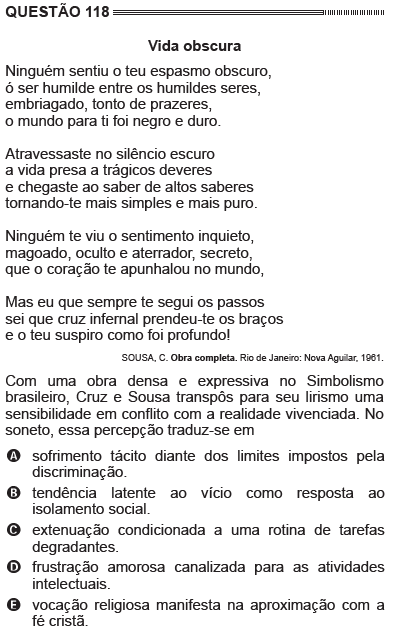 QUESTÃO 118
Vida obscura
Ninguém sentiu o teu espasmo obscuro,
ó ser humilde entre os humildes seres,
embriagado, tonto de prazeres,
o mundo para ti foi negro e duro.
Atravessaste no silêncio escuro
a vida presa a trágicos deveres
e chegaste ao saber de altos saberes
tornando-te mais simples e mais puro.
Ninguém te viu o sentimento inquieto,
magoado, oculto e aterrador, secreto,
que o coração te apunhalou no mundo,
Mas eu que sempre te segui os passos
sei que cruz infernal prendeu-te os braços
e o teu suspiro como foi profundo!
SOUSA, C. Obra completa. Rio de Janeiro: Nova Aguilar, 1961.
Com uma obra densa e expressiva no Simbolismo
brasileiro, Cruz e Sousa transpôs para seu lirismo uma
sensibilidade em conflito com a realidade vivenciada. No
soneto, essa percepção traduz-se em
A sofrimento tácito diante dos limites impostos pela
discriminação.
B tendência latente ao vício como resposta ao
isolamento social.
C extenuação condicionada a uma rotina de tarefas
degradantes.
D frustração amorosa canalizada para as atividades
intelectuais.
E vocação religiosa manifesta na aproximação com a
fé cristã.